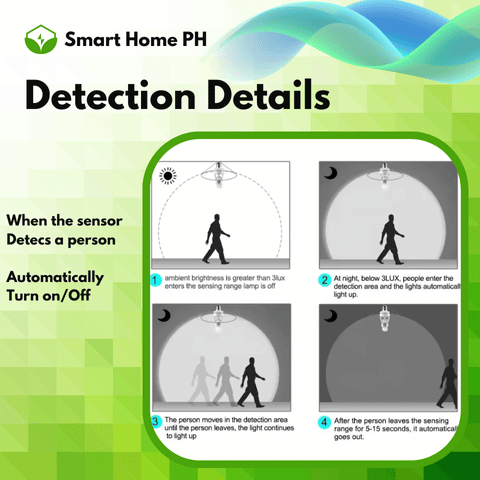 Smart Home PH
Detection Details
When the sensor
Detecs a person
Automatically
Turn on/Off
1
ambient brightness is greater than 3lux
enters the sensing range lamp is off
2
At night, below 3LUX, people enter the
detection area and the lights automaticall
light up.
3
The person moves in the detection area
until the person leaves, the light continues
to light up
4
After the person leaves the sensing
range for 5-15 seconds, it automatic
goes out.